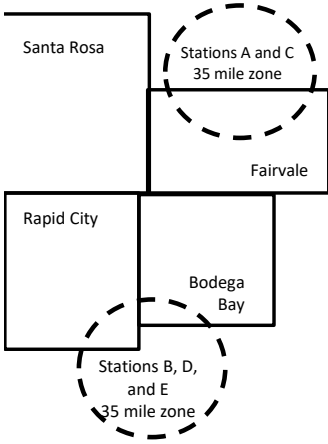 Santa Rosa
Stations A and C
35 mile zone
Fairvale
Rapid City
Bodega
Bay
Stations B, D,
and E
35 mile zone